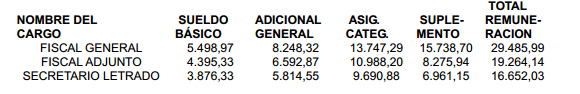 TOTAL
NOMBRE DEL SUELDO ADICIONAL ASIG. SUPLE- REMUNE-
CARGO BÁSICO GENERAL CATEG. MENTO RACION
FISCAL GENERAL 5.498,97 8.248,32 13.747,29 15.738,70 29.485,99
FISCAL ADJUNTO 4.395,33 6.592,87 10.988,20 8.275,94 19.264,14
SECRETARIO LETRADO 3.876,33 5.814,55 9.690,88 6.961,15 16.652,03